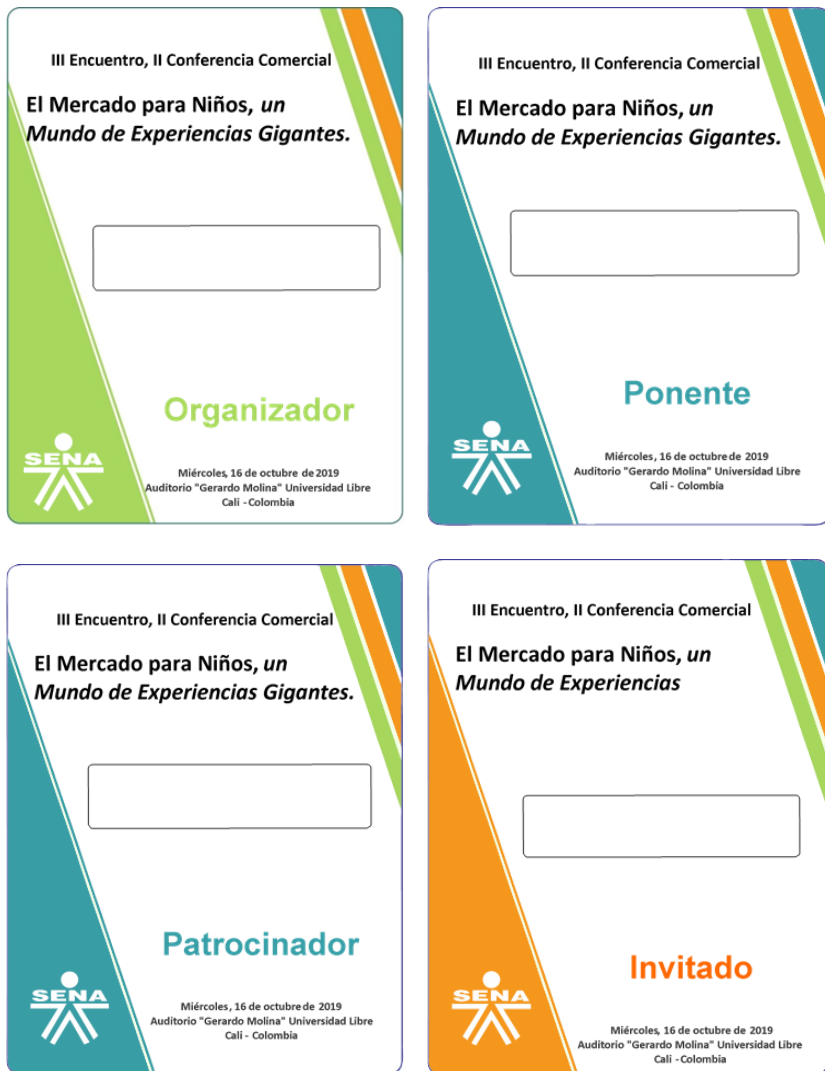 III Encuentro, II Conferencia Comercial
El Mercado para Niños, un
Mundo de Experiencias Gigantes.
Organizador
SENA
Miércoles, 16 de octubre de 2019
Auditorio "Gerardo Molina" Universidad Libre
Cali - Colombia
III Encuentro, II Conferencia Comercial
El Mercado para Niños, un
Mundo de Experiencias Gigantes.
Ponente
SENA
Miércoles, 16 de octubre de 2019
Auditorio "Gerardo Molina" Universidad Libre
Cali - Colombia
III Encuentro, II Conferencia Comercial
El Mercado para Niños, un
Mundo de Experiencias Gigantes.
Patrocinador
SENA
Miércoles, 16 de octubre de 2019
Auditorio "Gerardo Molina" Universidad Libre
Cali - Colombia
III Encuentro, II Conferencia Comercial
El Mercado para Niños, un
Mundo de Experiencias
Invitado
SENA
Miércoles, 16 de octubre de 2019
Auditorio "Gerardo Molina" Universidad Libre
Cali - Colombia